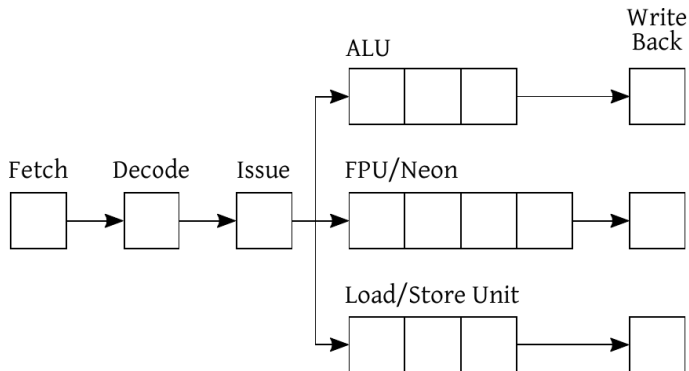 Write
Back
ALU
Fetch
Decode
Issue
FPU/Neon
Load/Store Unit